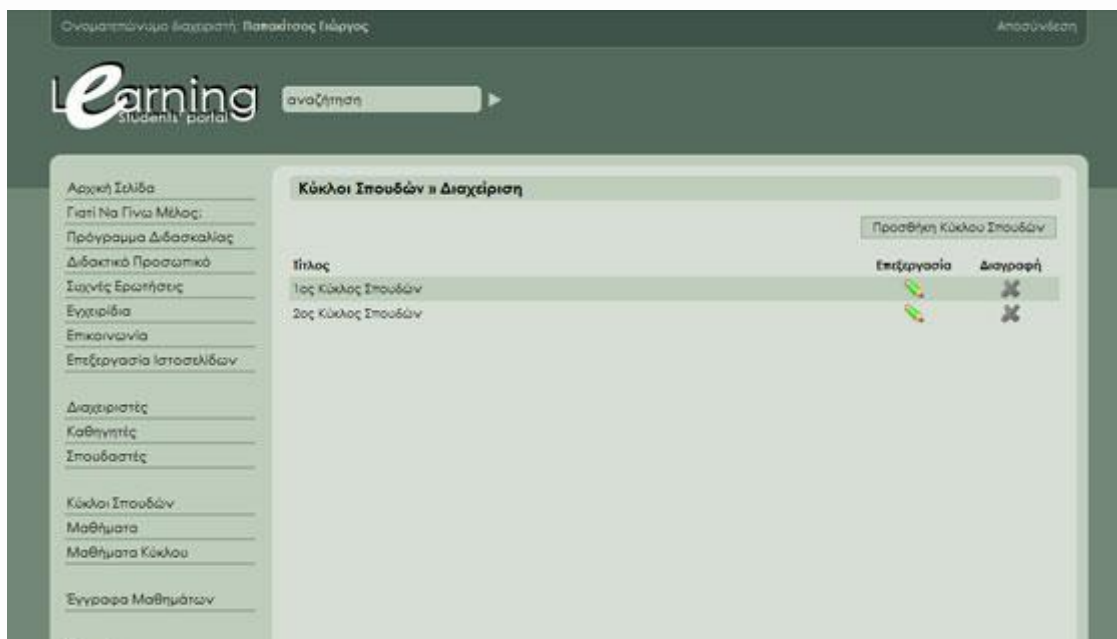 Ονοματεπώνυμο διαχειριστή: Παπακίτσος Γιώργος
Αποσύνδεση
Learning
Students' portal
αναζήτηση
Αρχική Σελίδα
Γιατί Να Γίνω Μέλος;
Πρόγραμμα Διδασκαλίας
Διδακτικό Προσωπικό
Συχνές Ερωτήσεις
Εγχειρίδια
Επικοινωνία
Επεξεργασία Ιστοσελίδων
Διαχειριστές
Καθηγητές
Σπουδαστές
Κύκλοι Σπουδών
Μαθήματα
Μαθήματα Κύκλου
Έγγραφα Μαθημάτων
Κύκλοι Σπουδών » Διαχείριση
Προσθήκη Κύκλου Σπουδών
Τίτλος Επεξεργασία Διαγραφή
1ος Κύκλος Σπουδών
2ος Κύκλος Σπουδών